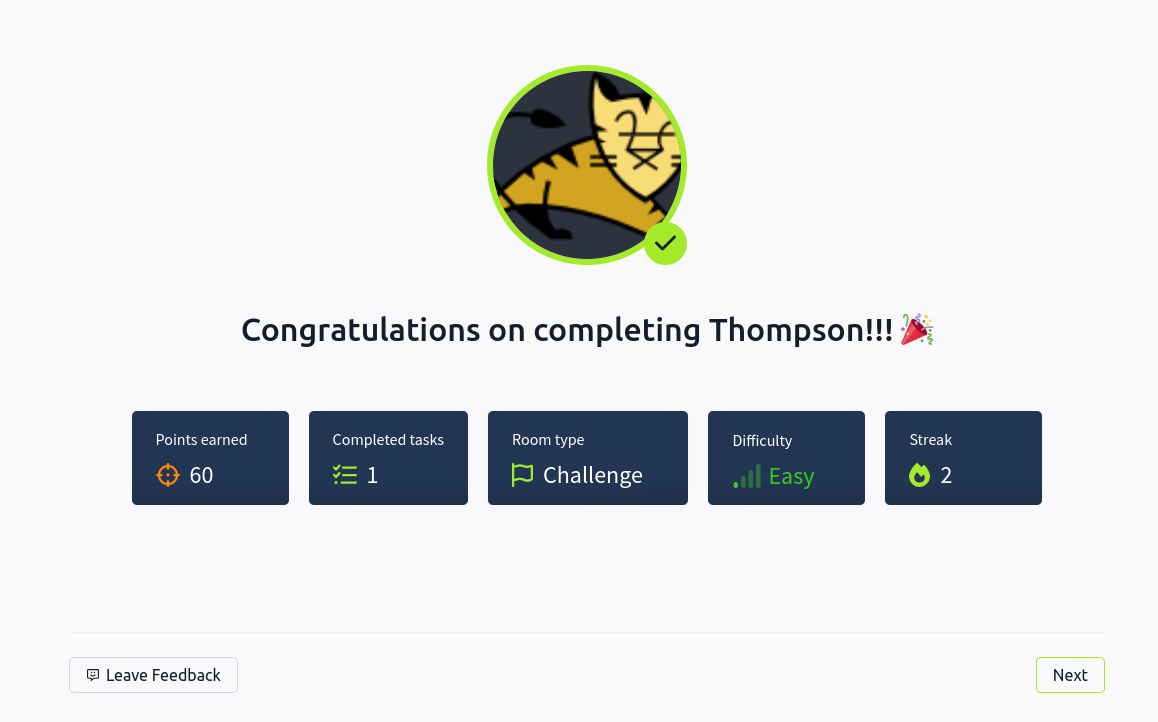 Congratulations on completing Thompson!!! 🎉
Points earned
60
Completed tasks
1
Room type
Challenge
Difficulty
Easy
Streak
2
Leave Feedback
Next